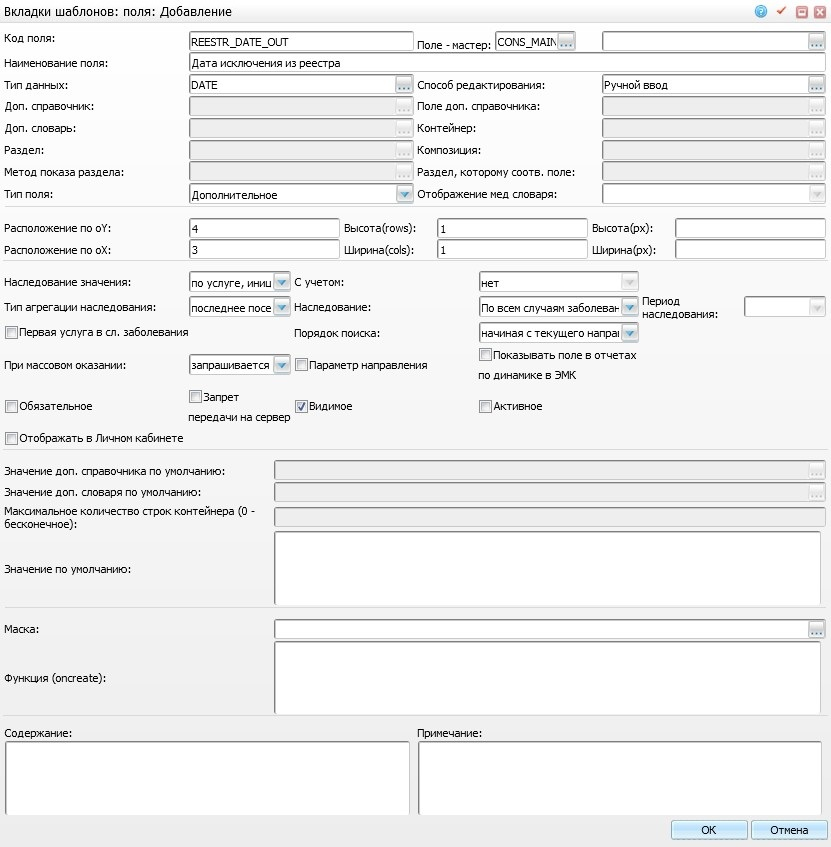 Вкладки шаблонов: поля: Добавление
Код поля: REESTR_DATE_OUT Поле - мастер: CONS_MAIN ...
Наименование поля: Дата исключения из реестра
Тип данных: DATE ... Способ редактирования: Ручной ввод ...
Доп. справочник: ... Поле доп. справочника: ...
Доп. словарь: ... Контейнер: ...
Раздел: ... Композиция: ...
Метод показа раздела: ... Раздел, которому соотв. поле: ...
Тип поля: Дополнительное Отображение мед словаря:
Расположение по oY: 4 Высота(rows): 1 Высота(px):
Расположение по oX: 3 Ширина(cols): 1 Ширина(px):
Наследование значения: по услуге, иниц С учетом: нет
Тип агрегации наследования: последнее посе Наследование: По всем случаям заболеван Период
наследования:
Первая услуга в сл. заболевания Порядок поиска: начиная с текущего напра
При массовом оказании: запрашивается Параметр направления Показывать поле в отчетах
по динамике в ЭМК
Обязательное Запрет
передачи на сервер Видимое Активное
Отображать в Личном кабинете
Значение доп. справочника по умолчанию: ...
Значение доп. словаря по умолчанию: ...
Максимальное количество строк контейнера (0 -
бесконечное):
Значение по умолчанию:
Маска: ...
Функция (oncreate):
Содержание: Примечание:
ОК Отмена